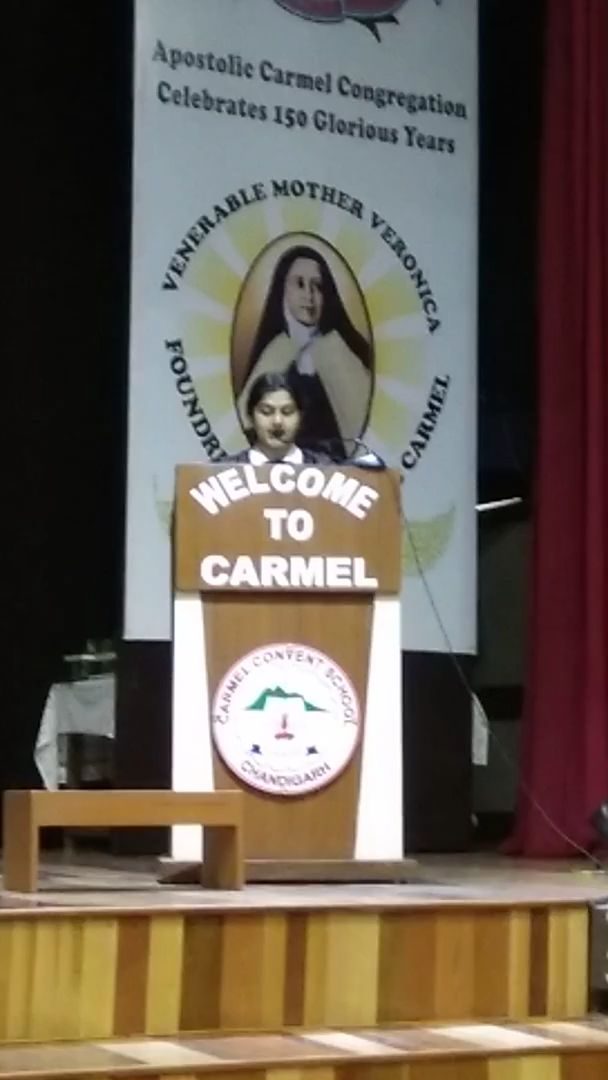 Apostolic Carmel Congregation
Celebrates 150 Glorious Years
VENERABLE MOTHER VERONICA
CARMEL
WELCOME
TO
CARMEL
CARMEL CONVENT SCHOOL
CHANDIGARH